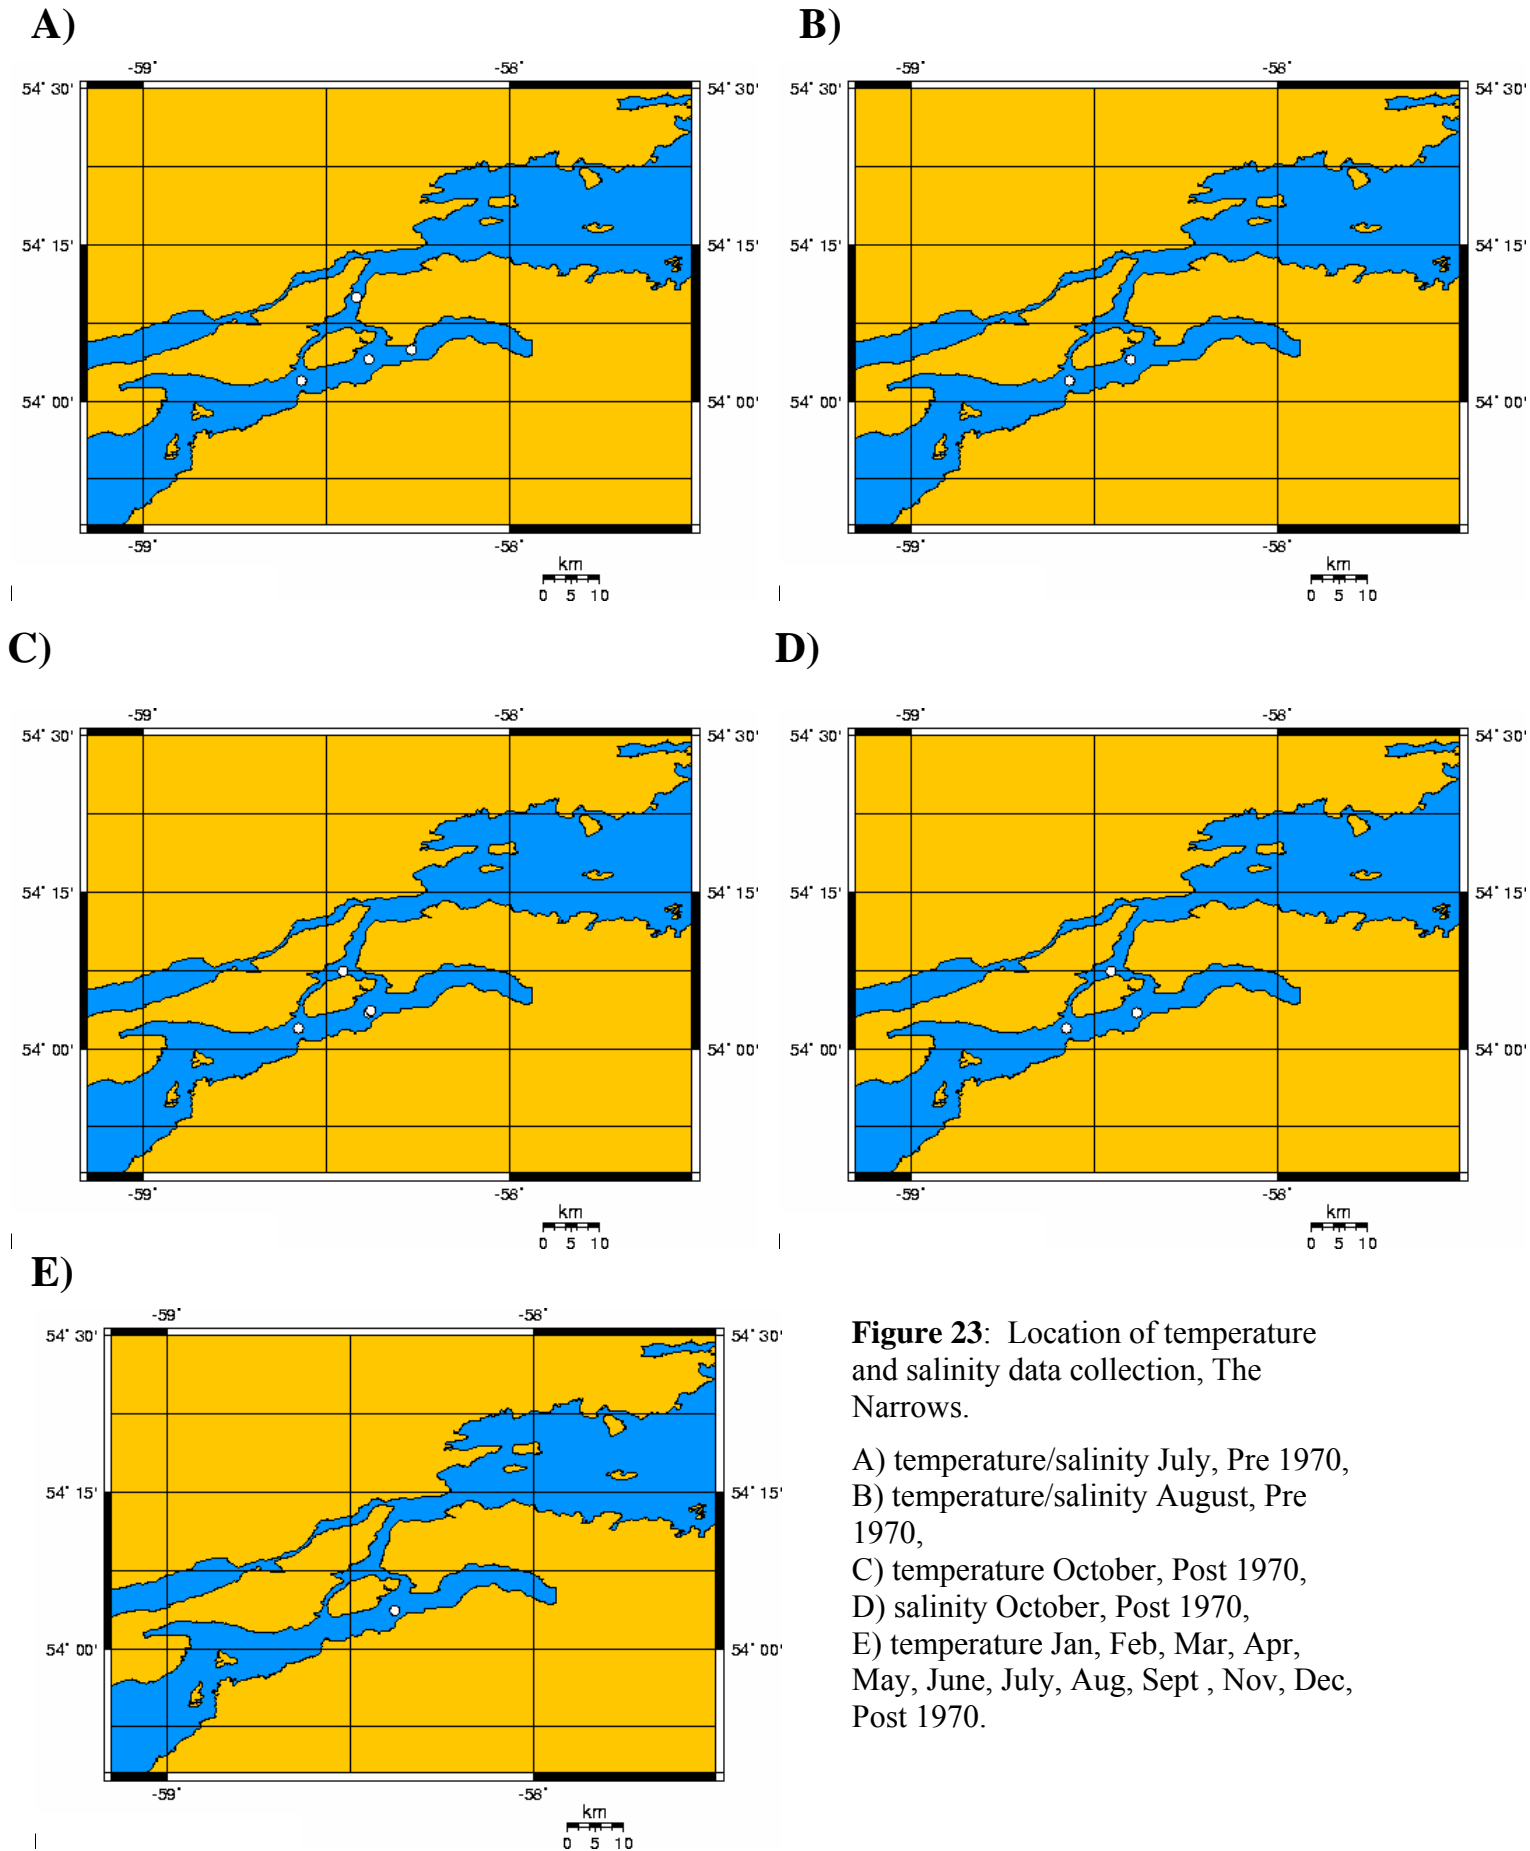 A)
B)
-59°
-58°
-59°
-58°
54° 30'
54° 30'
54° 30'
54° 30'
54° 15'
54° 15'
54° 15'
54° 15'
54° 00'
54° 00'
54° 00'
54° 00'
-59°
-58°
-59°
-58°
km
km
0 5 10
0 5 10
C)
D)
-59°
-58°
-59°
-58°
54° 30'
54° 30'
54° 30'
54° 30'
54° 15'
54° 15'
54° 15'
54° 15'
54° 00'
54° 00'
54° 00'
54° 00'
-59°
-58°
-59°
-58°
km
km
0 5 10
0 5 10
E)
-59°
-58°
54° 30'
54° 30'
54° 15'
54° 15'
54° 00'
54° 00'
-59°
-58°
km
0 5 10
Figure 23: Location of temperature
and salinity data collection, The
Narrows.
A) temperature/salinity July, Pre 1970,
B) temperature/salinity August, Pre
1970,
C) temperature October, Post 1970,
D) salinity October, Post 1970,
E) temperature Jan, Feb, Mar, Apr,
May, June, July, Aug, Sept , Nov, Dec,
Post 1970.